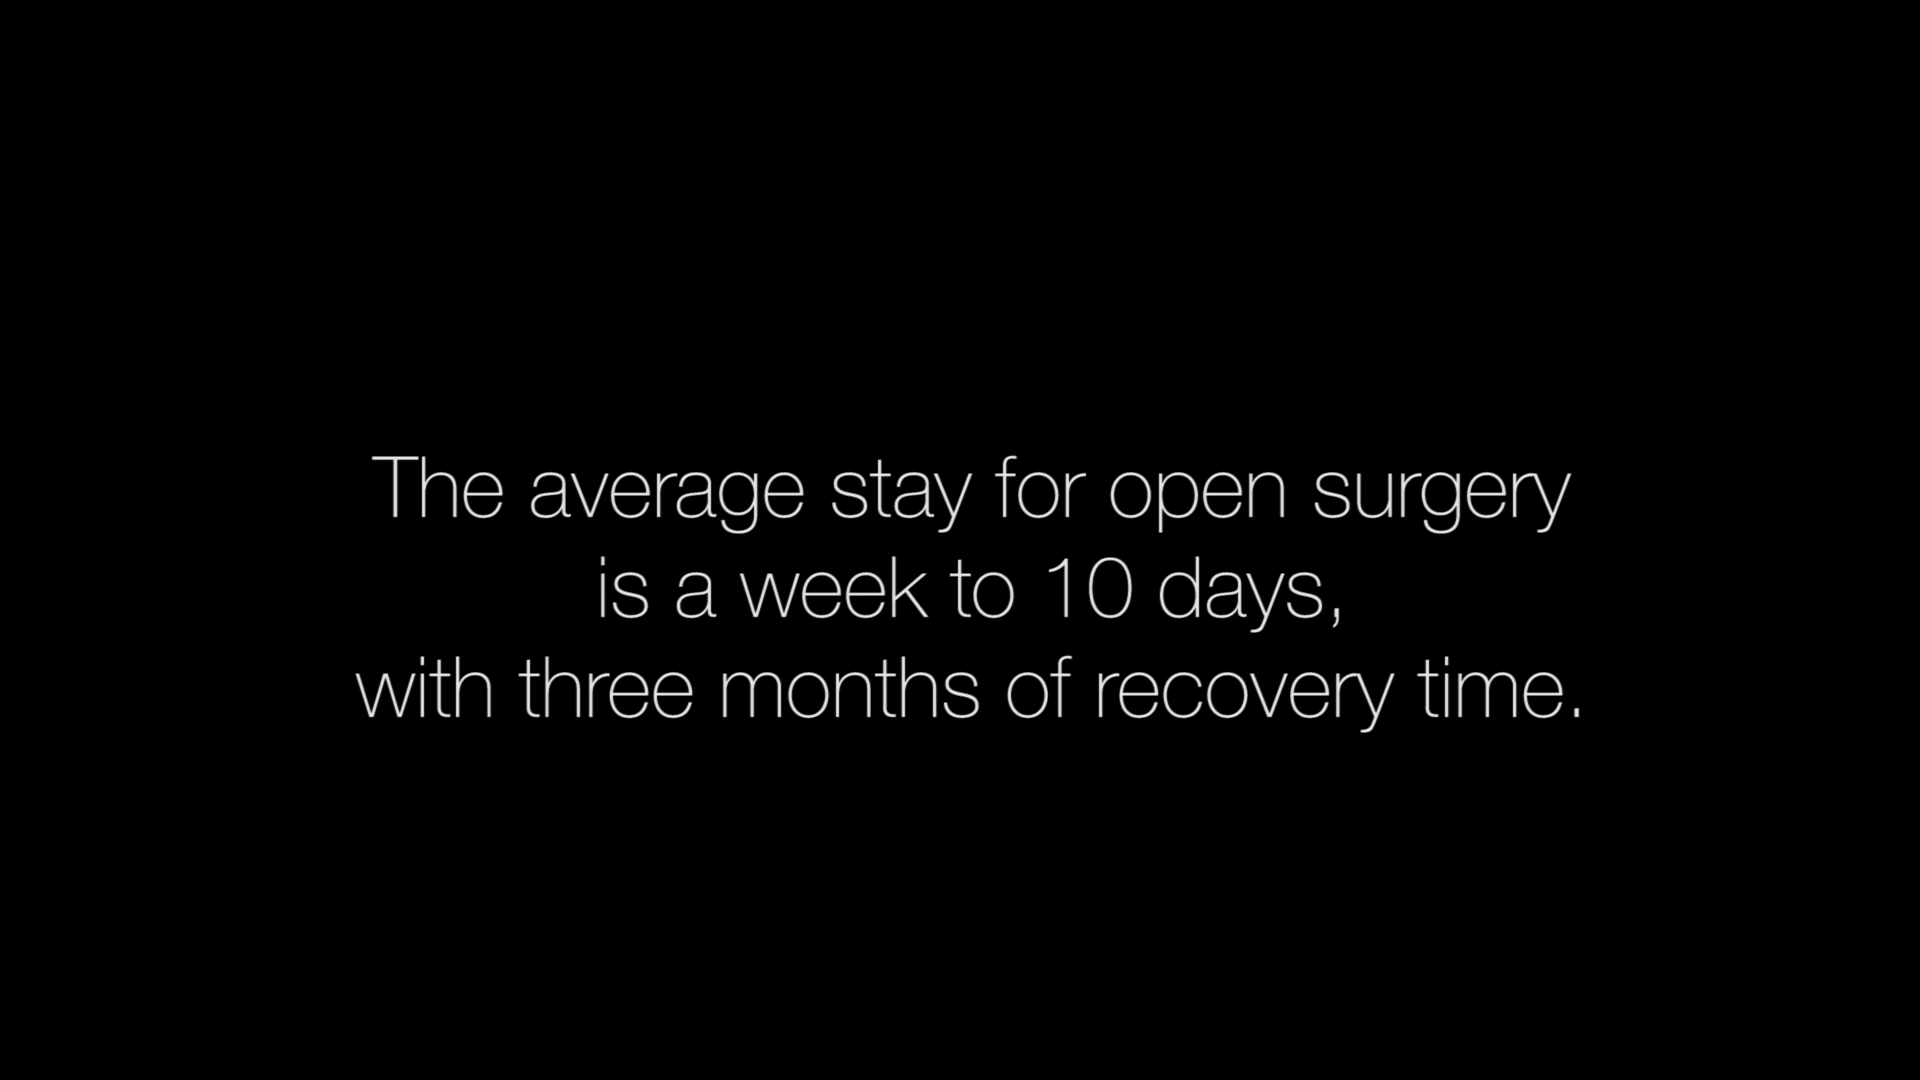 The average stay for open surgery
is a week to 10 days,
with three months of recovery time.